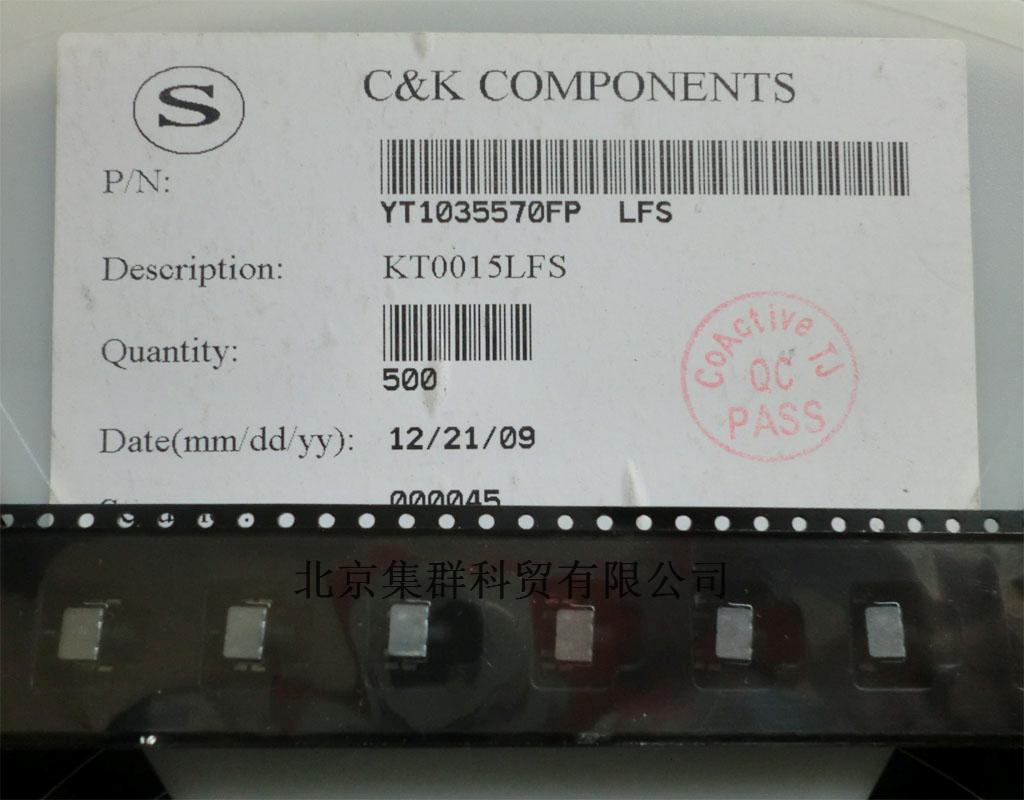 S
C&K COMPONENTS
P/N:
YT1035570FP LFS
Description:
KT0015LFS
Quantity:
500
CoActive TJ
QC
PASS
Date(mm/dd/yy):
12/21/09
000045
北京集群科贸有限公司